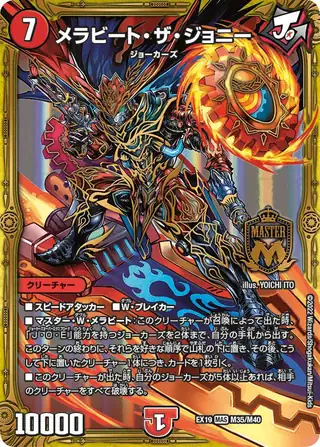 7
メラビート・ザ・ジョニー
ジョーカーズ
J.O
MASTER
M
illus. YOICHI ITO
クリーチャー
■スピードアタッカー ■W・ブレイカー
■マスター・W・メラビート:このクリーチャーが召喚によって出た時、
「J・O・E」能力を持つジョーカーズを2体まで、自分の手札から出す。
このターンの終わりに、それらを好きな順序で山札の下に置き、その後、こう
して下に置いたクリーチャー1体につき、カードを1枚引く。
■このクリーチャーが出た時、自分のジョーカーズが5体以上あれば、相手
のクリーチャーをすべて破壊する。
10000
EX19 MAS M35/M40
©2022 Wizards/Shogakukan/Mitsui-Kids